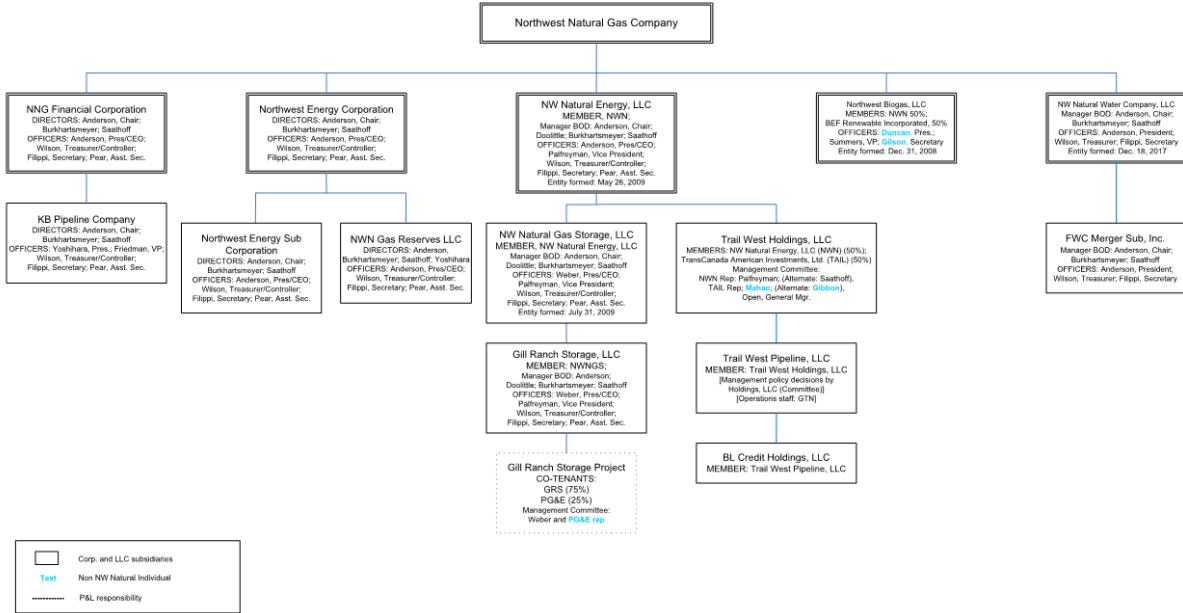 Northwest Natural Gas Company
NNG Financial Corporation
DIRECTORS: Anderson, Chair;
Burkhartsmeyer; Saathoff
OFFICERS: Anderson, Pres/CEO;
Wilson, Treasurer/Controller;
Filippi, Secretary; Pear, Asst. Sec.
Northwest Energy Corporation
DIRECTORS: Anderson, Chair;
Burkhartsmeyer; Saathoff
OFFICERS: Anderson, Pres/CEO;
Wilson, Treasurer/Controller;
Filippi, Secretary; Pear, Asst. Sec.
NW Natural Energy, LLC
MEMBER, NWN;
Manager BOD: Anderson, Chair;
Doolittle; Burkhartsmeyer; Saathoff
OFFICERS: Anderson, Pres/CEO;
Palfreyman, Vice President;
Wilson, Treasurer/Controller;
Filippi, Secretary; Pear, Asst. Sec.
Entity formed: May 26, 2009
Northwest Biogas, LLC
MEMBERS: NWN 50%;
BEF Renewable Incorporated, 50%
OFFICERS: Duncan, Pres.;
Summers, VP; Gilson, Secretary
Entity formed: Dec. 31, 2008
NW Natural Water Company, LLC
Manager BOD: Anderson, Chair;
Burkhartsmeyer; Saathoff
OFFICERS: Anderson, President;
Wilson, Treasurer; Filippi, Secretary
Entity formed: Dec. 18, 2017
KB Pipeline Company
DIRECTORS: Anderson, Chair;
Burkhartsmeyer; Saathoff
OFFICERS: Yoshihara, Pres.; Friedman, VP;
Wilson, Treasurer/Controller;
Filippi, Secretary; Pear, Asst. Sec.
Northwest Energy Sub
Corporation
DIRECTORS: Anderson, Chair;
Burkhartsmeyer; Saathoff
OFFICERS: Anderson, Pres/CEO;
Wilson, Treasurer/Controller;
Filippi, Secretary; Pear, Asst. Sec.
NWN Gas Reserves LLC
DIRECTORS: Anderson,
Burkhartsmeyer; Saathoff; Yoshihara
OFFICERS: Anderson, Pres/CEO;
Wilson, Treasurer/Controller;
Filippi, Secretary; Pear, Asst. Sec.
NW Natural Gas Storage, LLC
MEMBER, NW Natural Energy, LLC
Manager BOD: Anderson, Chair;
Doolittle; Burkhartsmeyer; Saathoff
OFFICERS: Weber, Pres/CEO;
Palfreyman, Vice President;
Wilson, Treasurer/Controller;
Filippi, Secretary; Pear, Asst. Sec.
Entity formed: July 31, 2009
Trail West Holdings, LLC
MEMBERS: NW Natural Energy, LLC (NWN) (50%);
TransCanada American Investments, Ltd. (TAIL) (50%)
Management Committee:
NWN Rep: Palfreyman; (Alternate: Saathoff),
TAIL Rep; Mahan; (Alternate: Gibbon),
Open, General Mgr.
FWC Merger Sub, Inc.
Manager BOD: Anderson, Chair;
Burkhartsmeyer; Saathoff
OFFICERS: Anderson, President;
Wilson, Treasurer; Filippi, Secretary
Gill Ranch Storage, LLC
MEMBER: NWNGS;
Manager BOD: Anderson;
Doolittle; Burkhartsmeyer; Saathoff
OFFICERS: Weber, Pres/CEO;
Palfreyman, Vice President;
Wilson, Treasurer/Controller;
Filippi, Secretary; Pear, Asst. Sec.
Trail West Pipeline, LLC
MEMBER: Trail West Holdings, LLC
[Management policy decisions by
Holdings, LLC (Committee)]
[Operations staff: GTN]
Gill Ranch Storage Project
CO-TENANTS:
GRS (75%)
PG&E (25%)
Management Committee:
Weber and PG&E rep
BL Credit Holdings, LLC
MEMBER: Trail West Pipeline, LLC
Corp. and LLC subsidiaries
Text Non NW Natural Individual
P&L responsibility